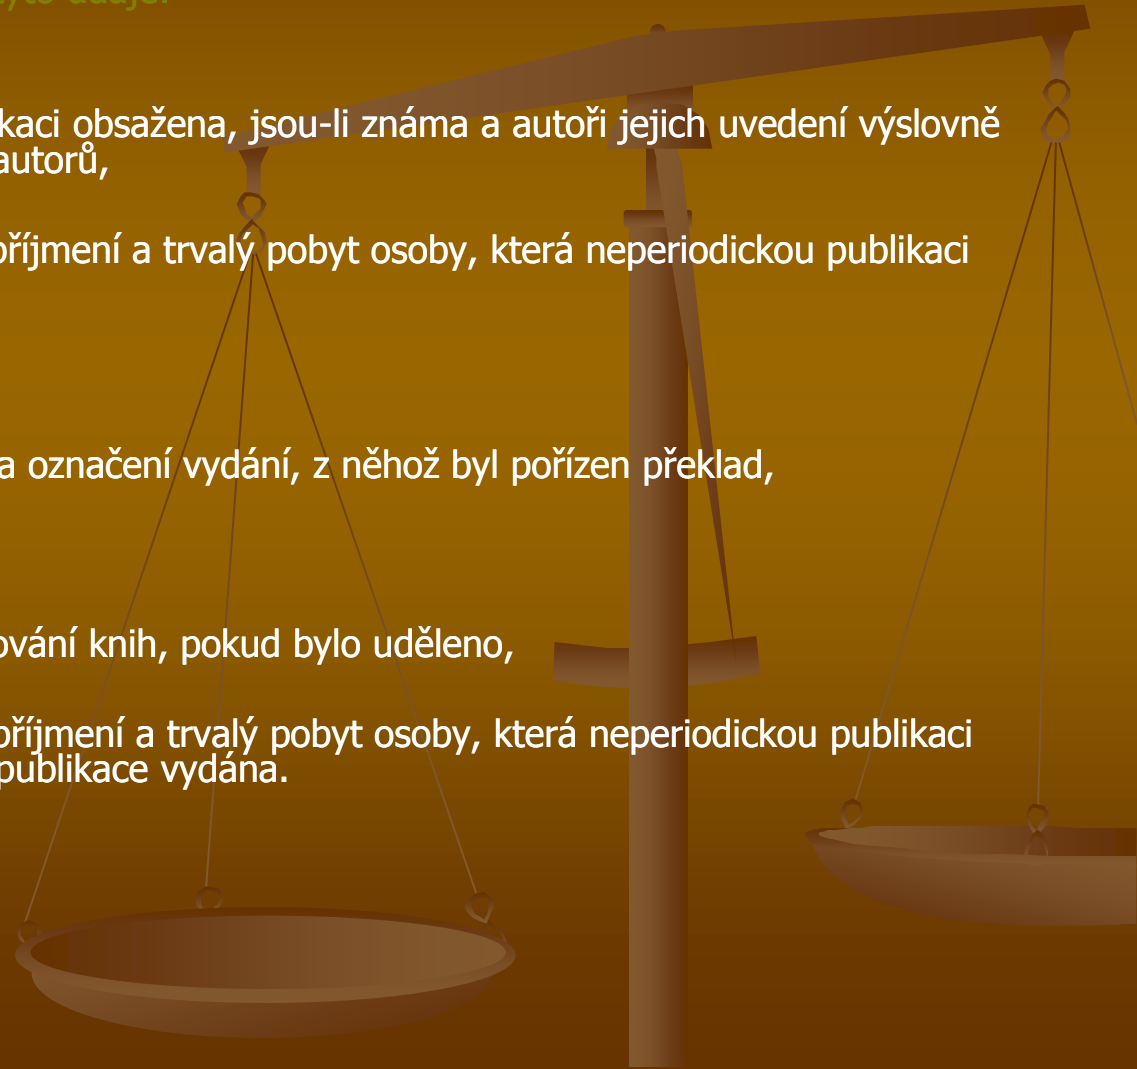 kaci obsažena, jsou-li známa a autoři jejich uvedení výslovně
autorů,
příjmení a trvalý pobyt osoby, která neperiodickou publikaci
a označení vydání, z něhož byl pořízen překlad,
ování knih, pokud bylo uděleno,
příjmení a trvalý pobyt osoby, která neperiodickou publikaci
publikace vydána.